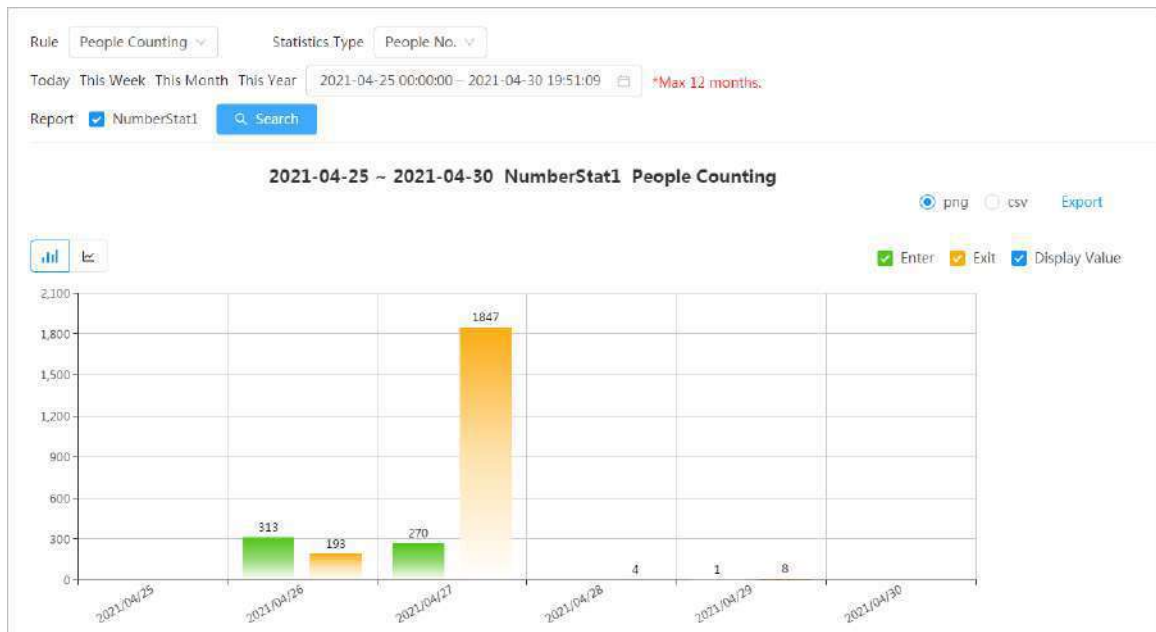 Rule People Counting Statistics Type People No.
Today This Week This Month This Year 2021-04-25 00:00:00 ~ 2021-04-30 19:51:09 *Max 12 months.
Report NumberStat1 Search
2021-04-25 ~ 2021-04-30 NumberStat1 People Counting
png csv Export
Enter Exit Display Value
2,100
1847
1,800
1,500
1,200
900
600
313
270
193
300
4 1 8
0
2021/04/25 2021/04/26 2021/04/27 2021/04/28 2021/04/29 2021/04/30